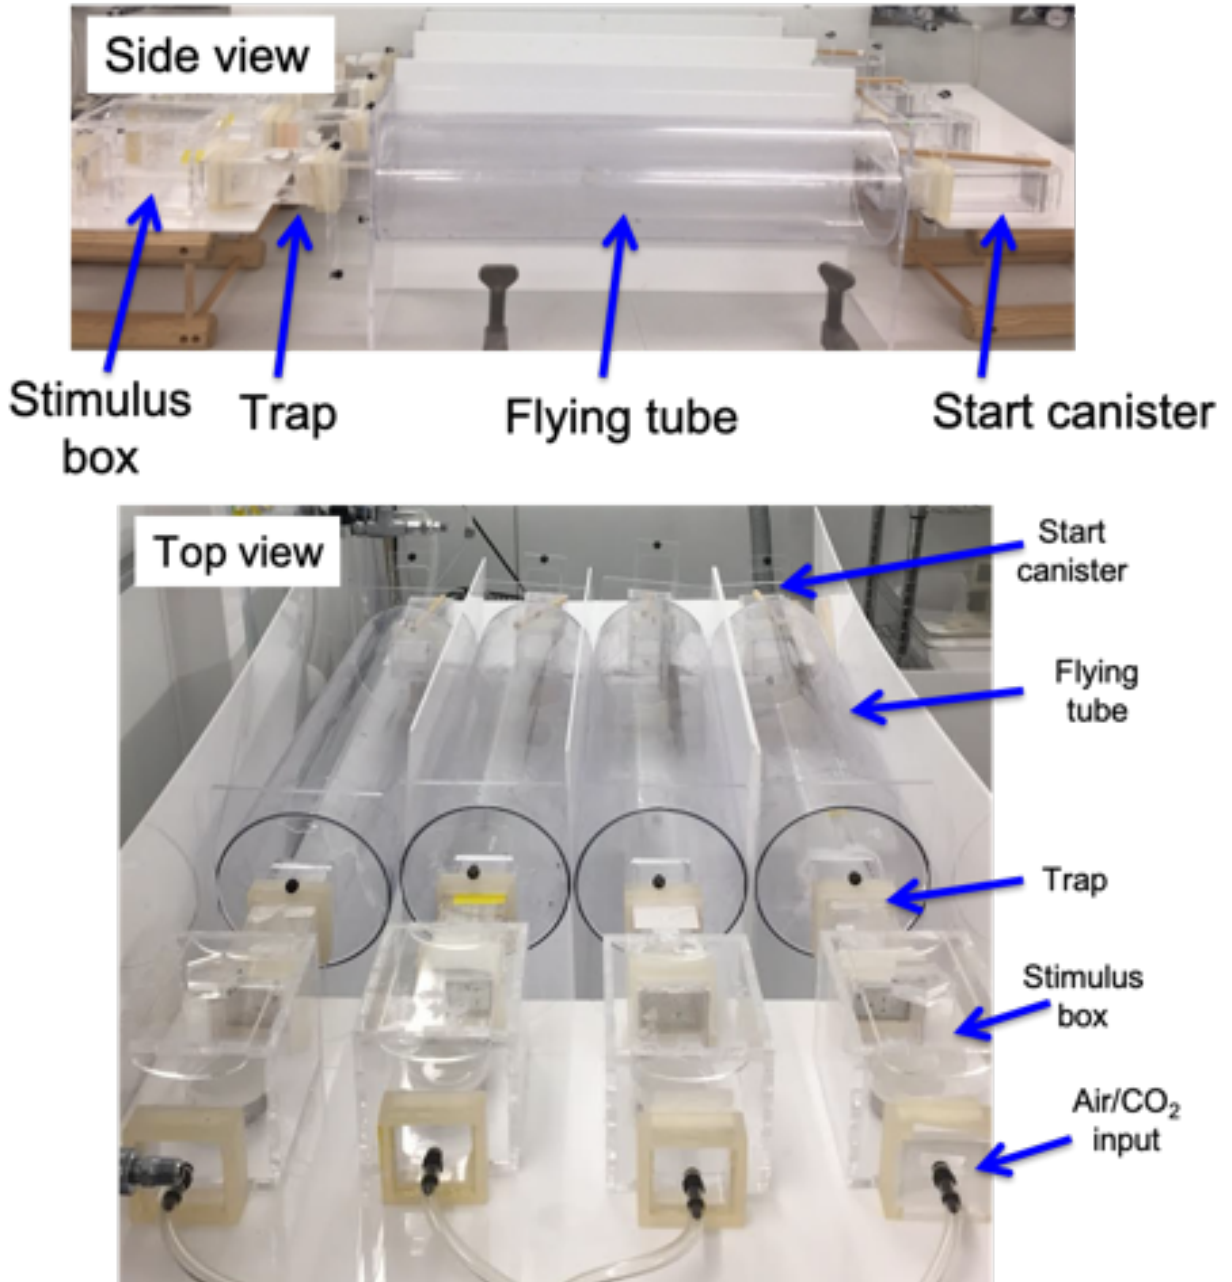 Side view
Stimulus
box
Trap
Flying tube
Start canister
Top view
Start
canister
Flying
tube
Trap
Stimulus
box
Air/CO₂
input